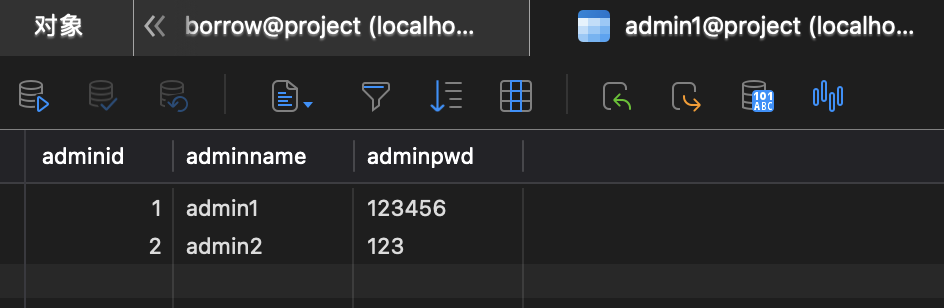 对象 borrow@project (localho... admin1@project (localho...
101
ABC
adminid adminname adminpwd
1 admin1 123456
2 admin2 123